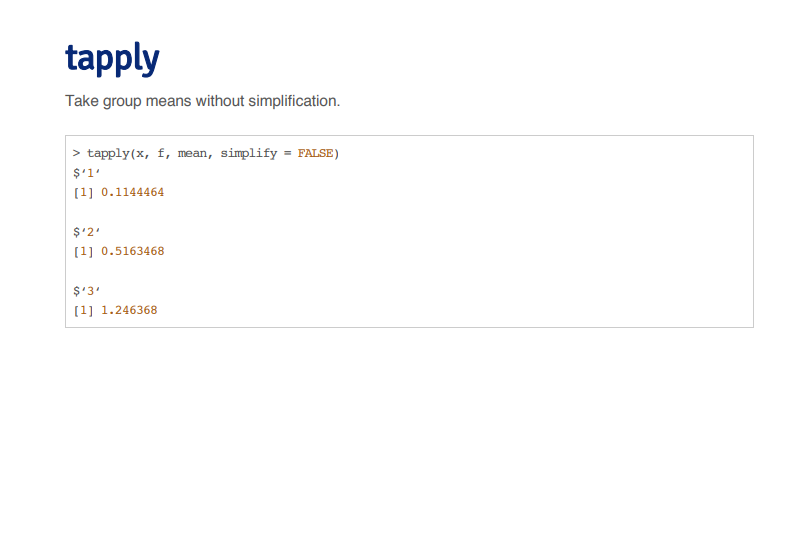 tapply
Take group means without simplification.
> tapply(x, f, mean, simplify = FALSE)
$‘1‘
[1] 0.1144464
$‘2‘
[1] 0.5163468
$‘3‘
[1] 1.246368